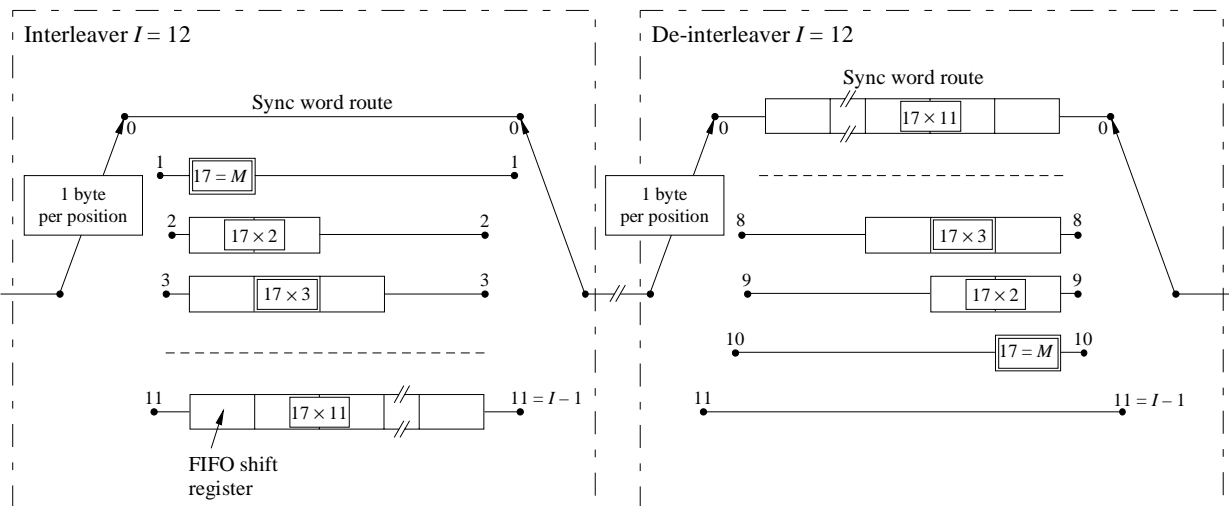 Interleaver I = 12
Sync word route
0
0
1
17 = M
1
1 byte
per position
2
17 × 2
2
3
17 × 3
3
11
17 × 11
11 = I – 1
FIFO shift
register
De-interleaver I = 12
Sync word route
0
17 × 11
0
1 byte
per position
8
17 × 3
8
9
17 × 2
9
10
17 = M
10
11
11 = I – 1